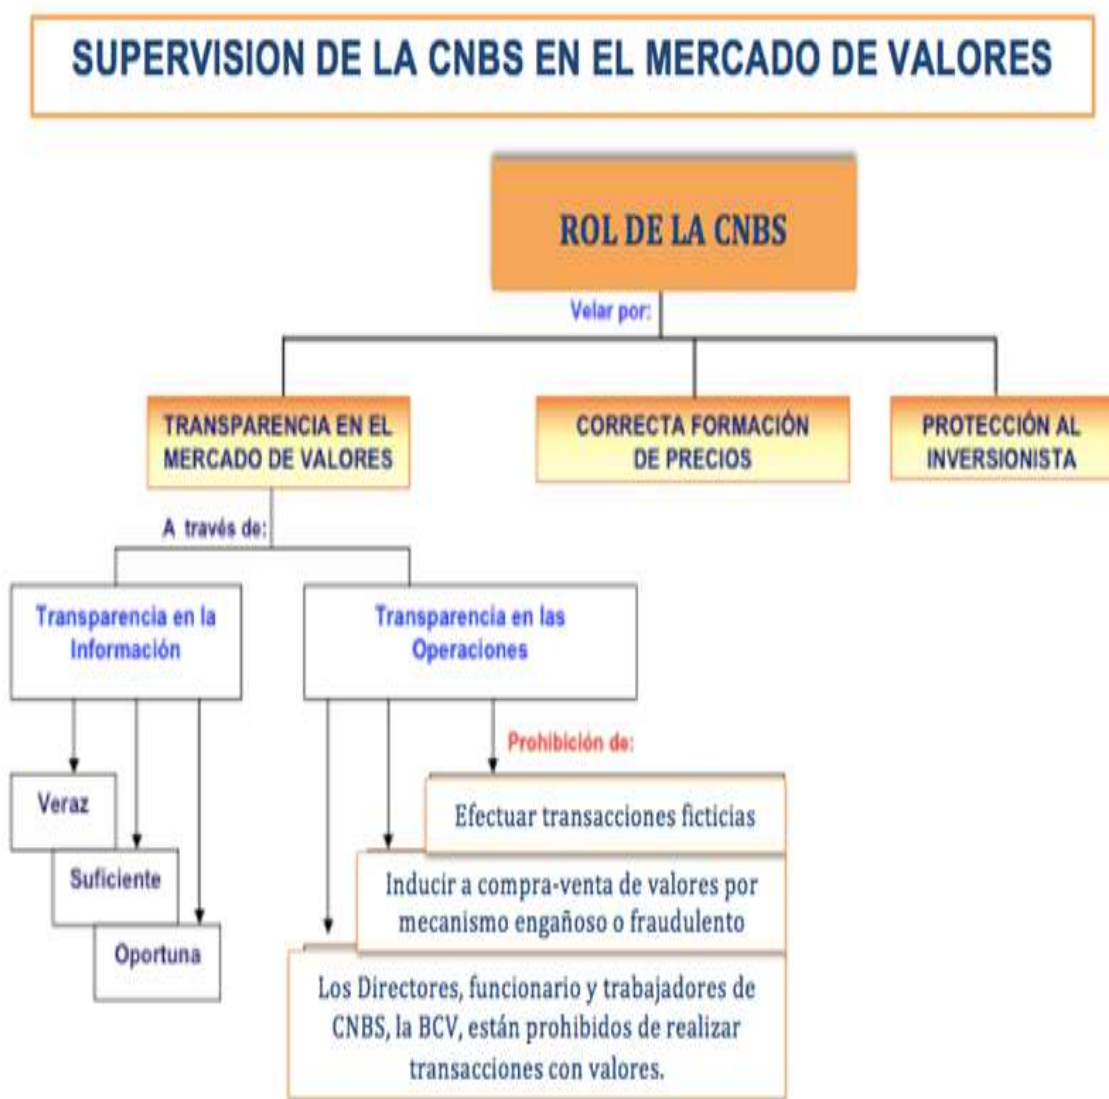 SUPERVISION DE LA CNBS EN EL MERCADO DE VALORES
ROL DE LA CNBS
Velar por:
TRANSPARENCIA EN EL
MERCADO DE VALORES
CORRECTA FORMACIÓN
DE PRECIOS
PROTECCIÓN AL
INVERSIONISTA
A través de:
Transparencia en la
Información
Transparencia en las
Operaciones
Veraz
Suficiente
Oportuna
Prohibición de:
Efectuar transacciones ficticias
Inducir a compra-venta de valores por
mecanismo engañoso o fraudulento
Los Directores, funcionario y trabajadores de
CNBS, la BCV, están prohibidos de realizar
transacciones con valores.